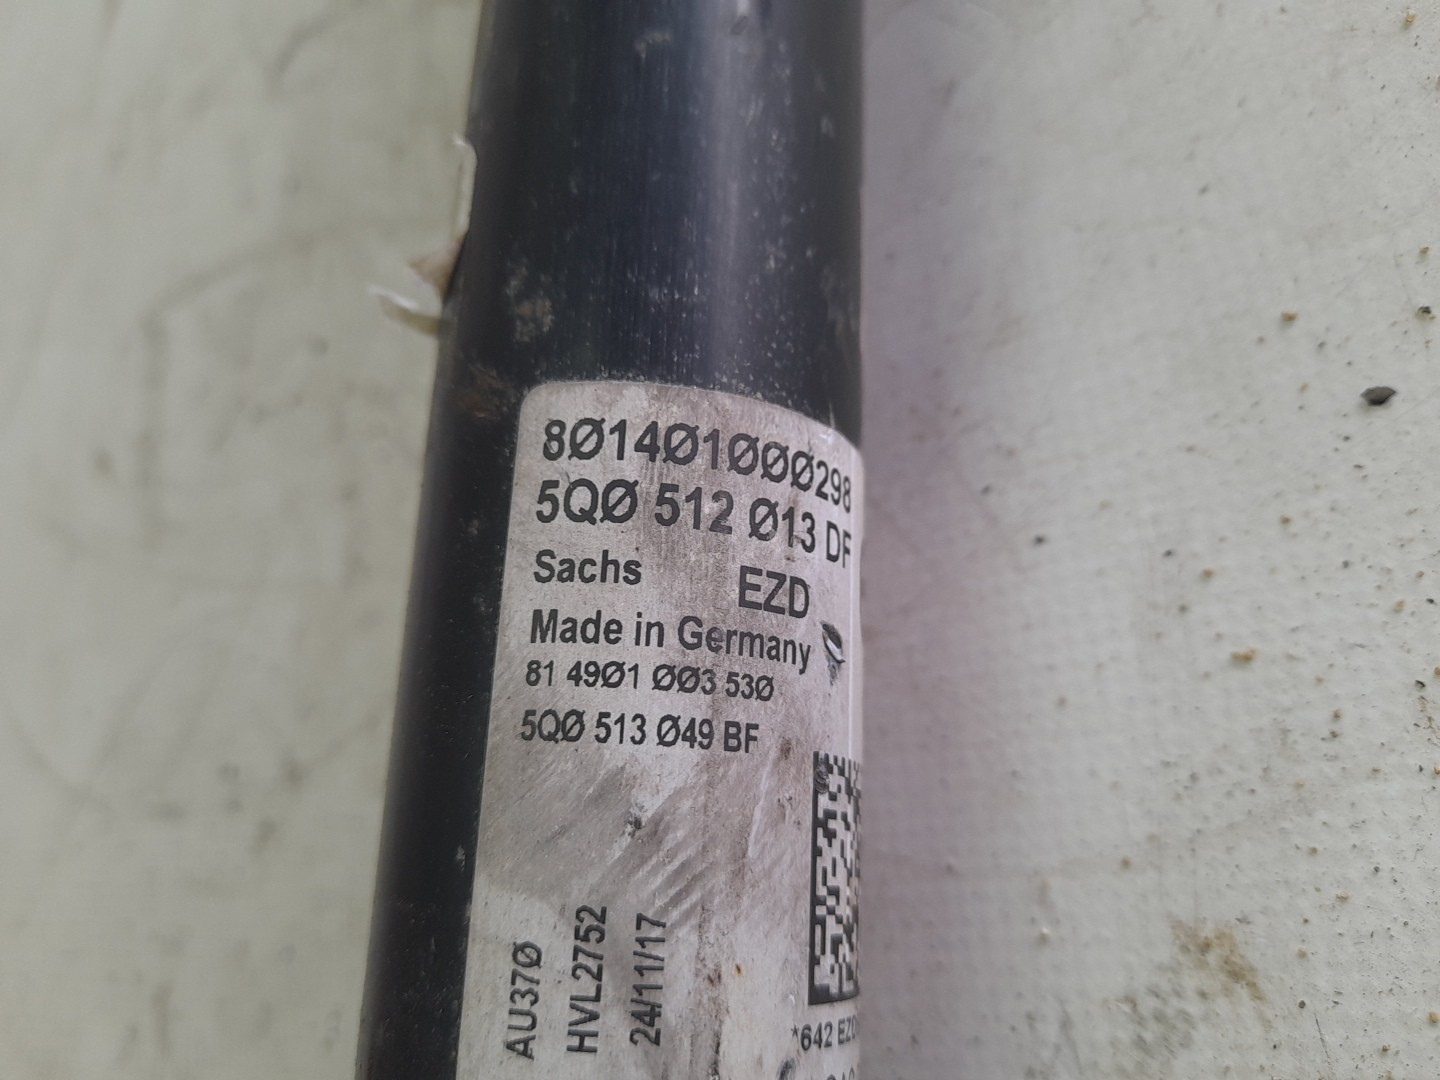 8Ø14Ø1ØØØ298
5QØ 512 Ø13 DF
Sachs EZD
Made in Germany
81 49Ø1 ØØ3 53Ø
5QØ 513 Ø49 BF
AU37Ø
HVL2752
24/11/17
*642